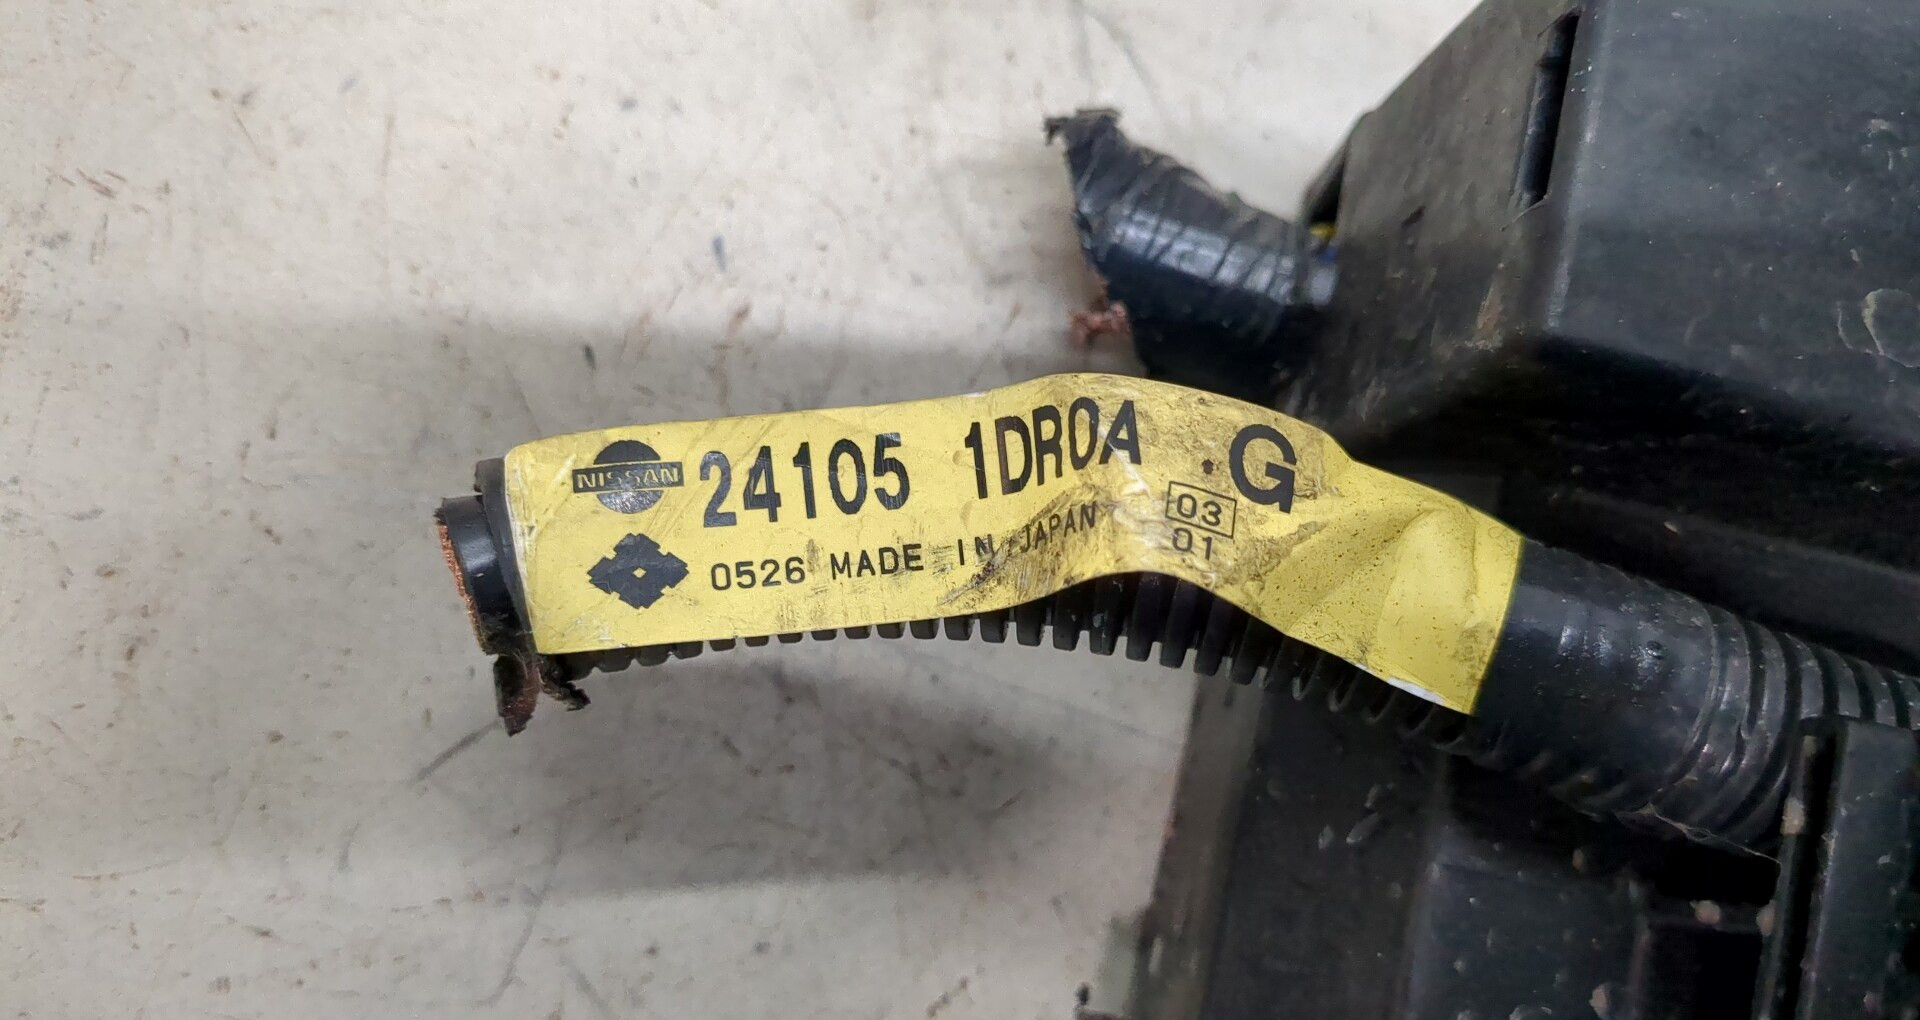 NISSAN 24105 1DR0A G
0526 MADE IN JAPAN 03
01